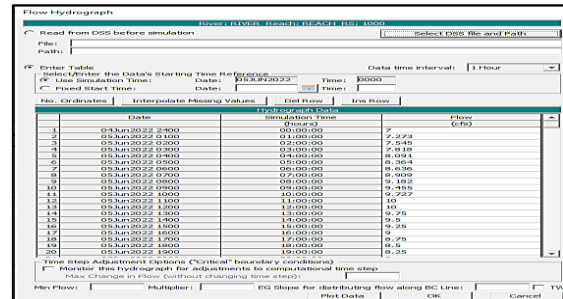 Flow Hydrograph
River: RIVER Reach: REACH RS: 1000
Read from DSS before simulation Select DSS file and Path
File:
Path:
Enter Table Data time interval: 1 Hour
Select/Enter the Data's Starting Time Reference
Use Simulation Time: Date: 05JUN2022 Time: 0000
Fixed Start Time: Date: Time:
No. Ordinates Interpolate Missing Values Del Row Ins Row
Hydrograph Data
Date Simulation Time Flow
(hours) (cfs)
1 04Jun2022 2400 00:00:00 7
2 05Jun2022 0100 01:00:00 7.273
3 05Jun2022 0200 02:00:00 7.545
4 05Jun2022 0300 03:00:00 7.818
5 05Jun2022 0400 04:00:00 8.091
6 05Jun2022 0500 05:00:00 8.364
7 05Jun2022 0600 06:00:00 8.636
8 05Jun2022 0700 07:00:00 8.909
9 05Jun2022 0800 08:00:00 9.182
10 05Jun2022 0900 09:00:00 9.455
11 05Jun2022 1000 10:00:00 9.727
12 05Jun2022 1100 11:00:00 10
13 05Jun2022 1200 12:00:00 10
14 05Jun2022 1300 13:00:00 9.75
15 05Jun2022 1400 14:00:00 9.5
16 05Jun2022 1500 15:00:00 9.25
17 05Jun2022 1600 16:00:00 9
18 05Jun2022 1700 17:00:00 8.75
19 05Jun2022 1800 18:00:00 8.5
20 05Jun2022 1900 19:00:00 8.25
Time Step Adjustment Options ("Critical" boundary conditions)
Monitor this hydrograph for adjustments to computational time step
Max Change in Flow (without changing time step):
Min Flow: Multiplier: EG Slope for distributing flow along BC Line: TW
Plot Data OK Cancel